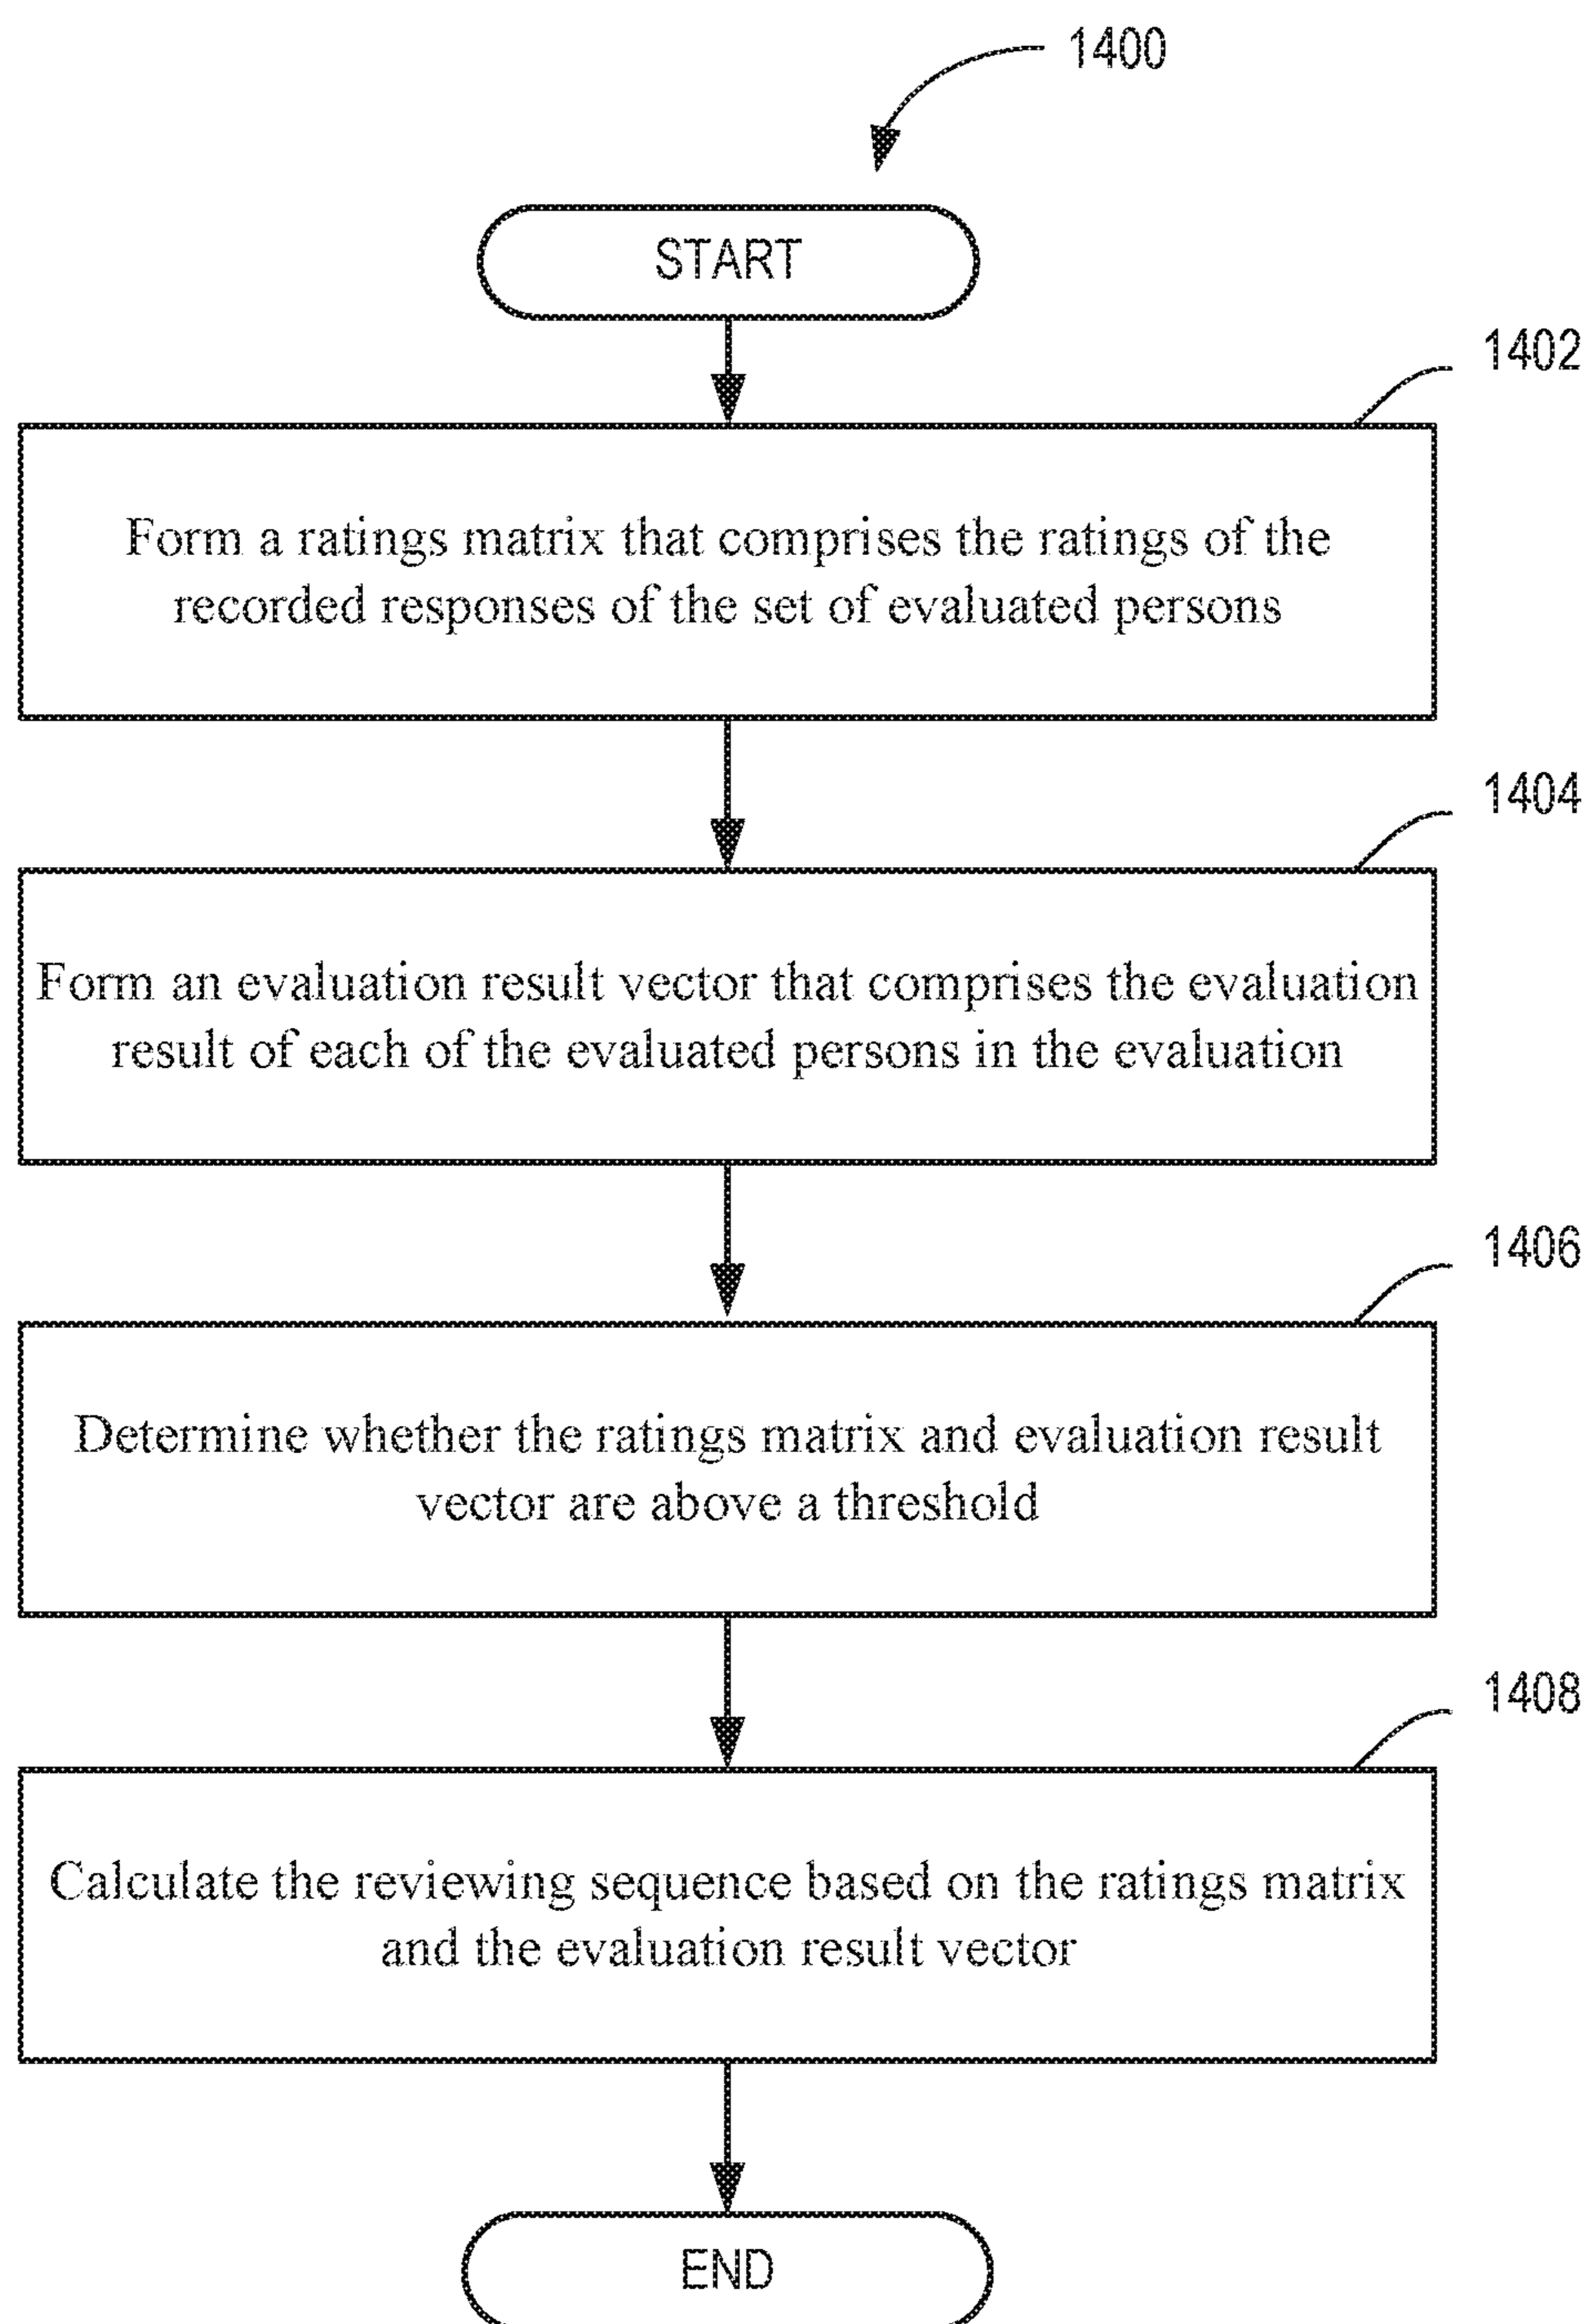 1400
START
1402
Form a ratings matrix that comprises the ratings of the
recorded responses of the set of evaluated persons
1404
Form an evaluation result vector that comprises the evaluation
result of each of the evaluated persons in the evaluation
1406
Determine whether the ratings matrix and evaluation result
vector are above a threshold
1408
Calculate the reviewing sequence based on the ratings matrix
and the evaluation result vector
END